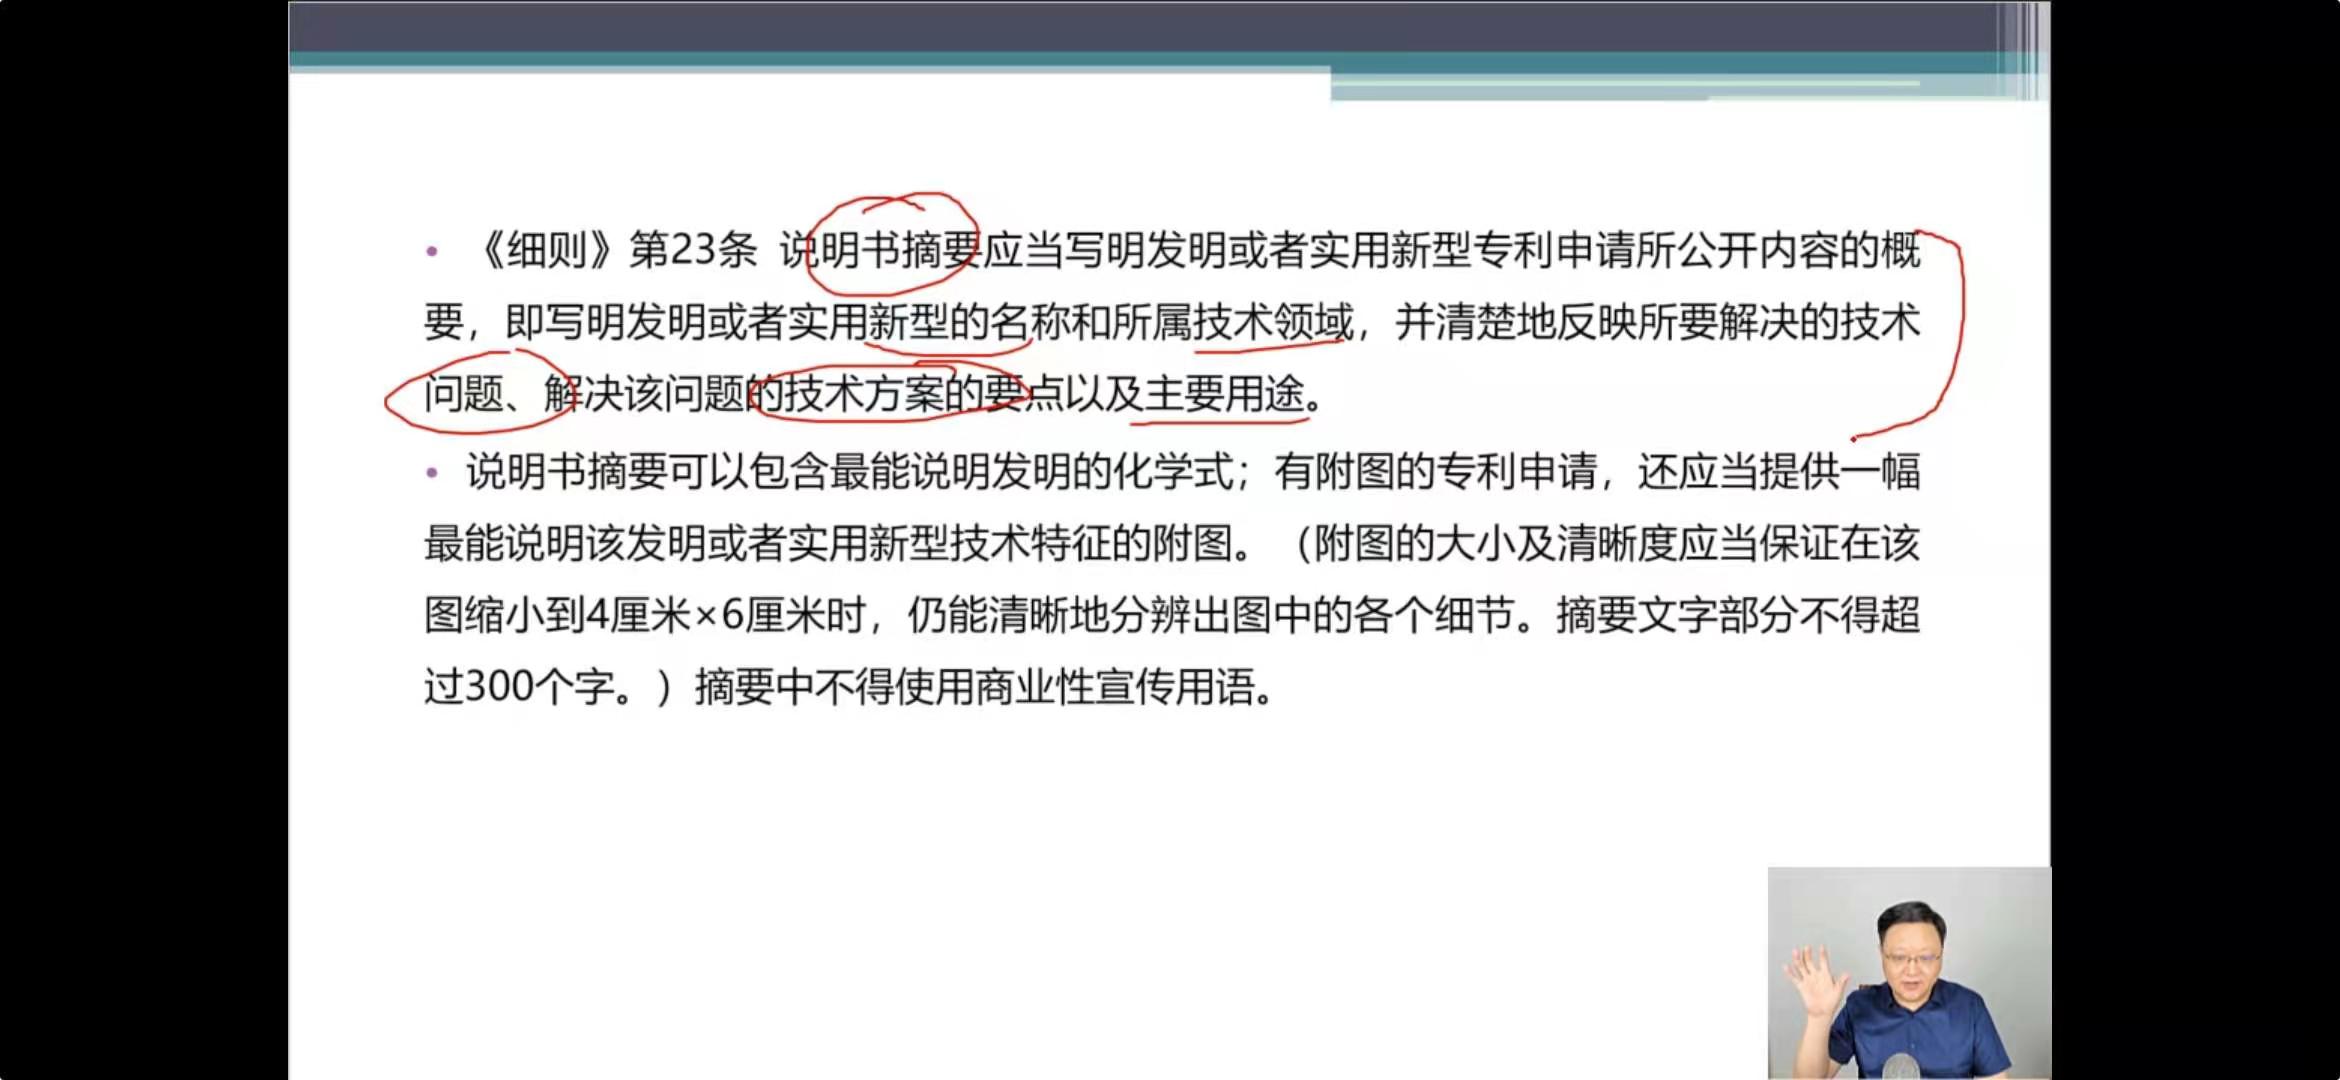 • 《细则》第23条 说明书摘要应当写明发明或者实用新型专利申请所公开内容的概
要，即写明发明或者实用新型的名称和所属技术领域，并清楚地反映所要解决的技术
问题、解决该问题的技术方案的要点以及主要用途。
• 说明书摘要可以包含最能说明发明的化学式；有附图的专利申请，还应当提供一幅
最能说明该发明或者实用新型技术特征的附图。（附图的大小及清晰度应当保证在该
图缩小到4厘米×6厘米时，仍能清晰地分辨出图中的各个细节。摘要文字部分不得超
过300个字。）摘要中不得使用商业性宣传用语。